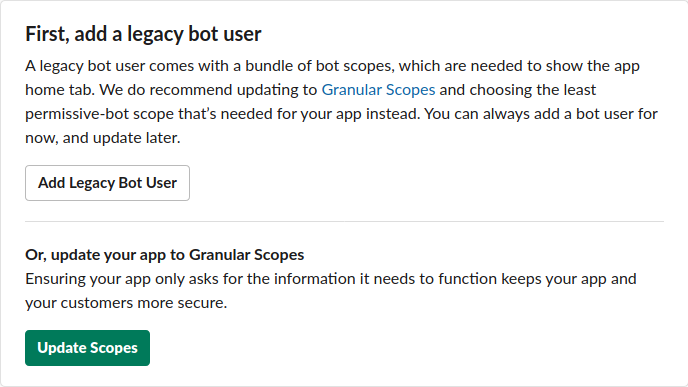 First, add a legacy bot user
A legacy bot user comes with a bundle of bot scopes, which are needed to show the app
home tab. We do recommend updating to Granular Scopes and choosing the least
permissive-bot scope that’s needed for your app instead. You can always add a bot user for
now, and update later.
Add Legacy Bot User
Or, update your app to Granular Scopes
Ensuring your app only asks for the information it needs to function keeps your app and
your customers more secure.
Update Scopes